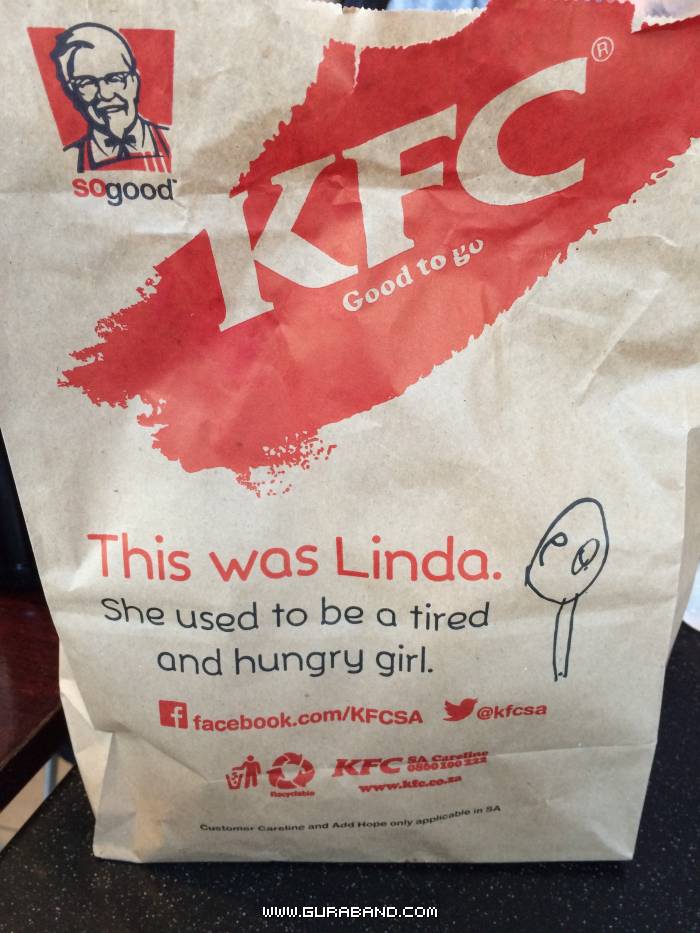 KFC®
SOgood™
Good to go
This was Linda.
She used to be a tired
and hungry girl.
facebook.com/KFCSA @kfcsa
KFC SA Careline
0860 100 222
Recyclable www.kfc.co.za
Customer Careline and Add Hope only applicable in SA
WWW.GURABAND.COM